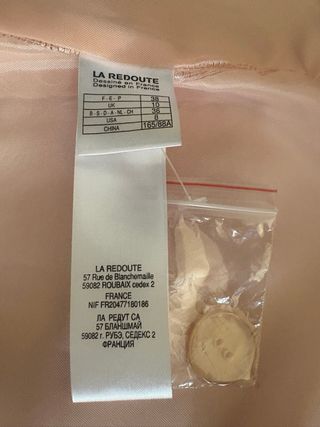 LA REDOUTE
Dessiné en France
Designed in France
F - E - P 38
UK 10
B - S - D - A - NL - CH 36
USA 8
CHINA 165/88A
LA REDOUTE
57 Rue de Blanchemaille
59082 ROUBAIX cedex 2
FRANCE
NIF FR20477180186
ЛА РЕДУТ СА
57 БЛАНШМАЙ
59082 г. РУБЭ, СЕДЕКС 2
ФРАНЦИЯ